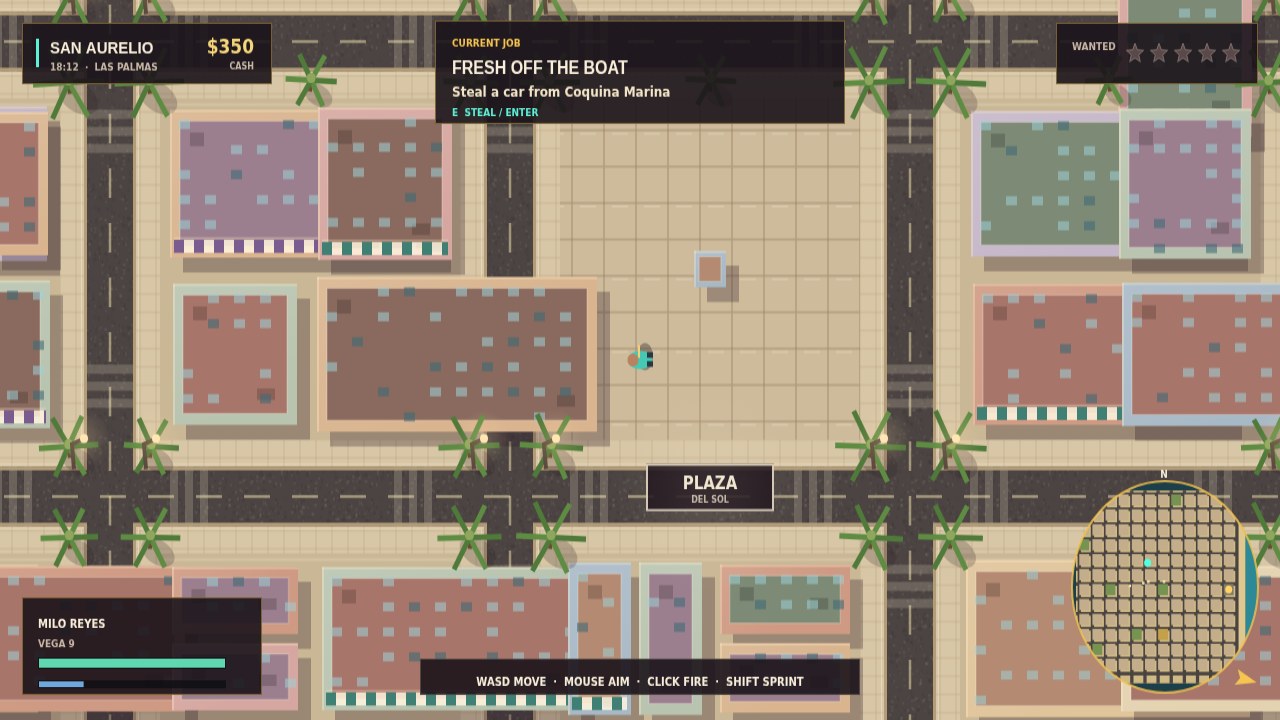 SAN AURELIO
$350
18:12 · LAS PALMAS
CASH
CURRENT JOB
FRESH OFF THE BOAT
Steal a car from Coquina Marina
E STEAL / ENTER
WANTED
PLAZA
DEL SOL
N
MILO REYES
VEGA 9
WASD MOVE · MOUSE AIM · CLICK FIRE · SHIFT SPRINT